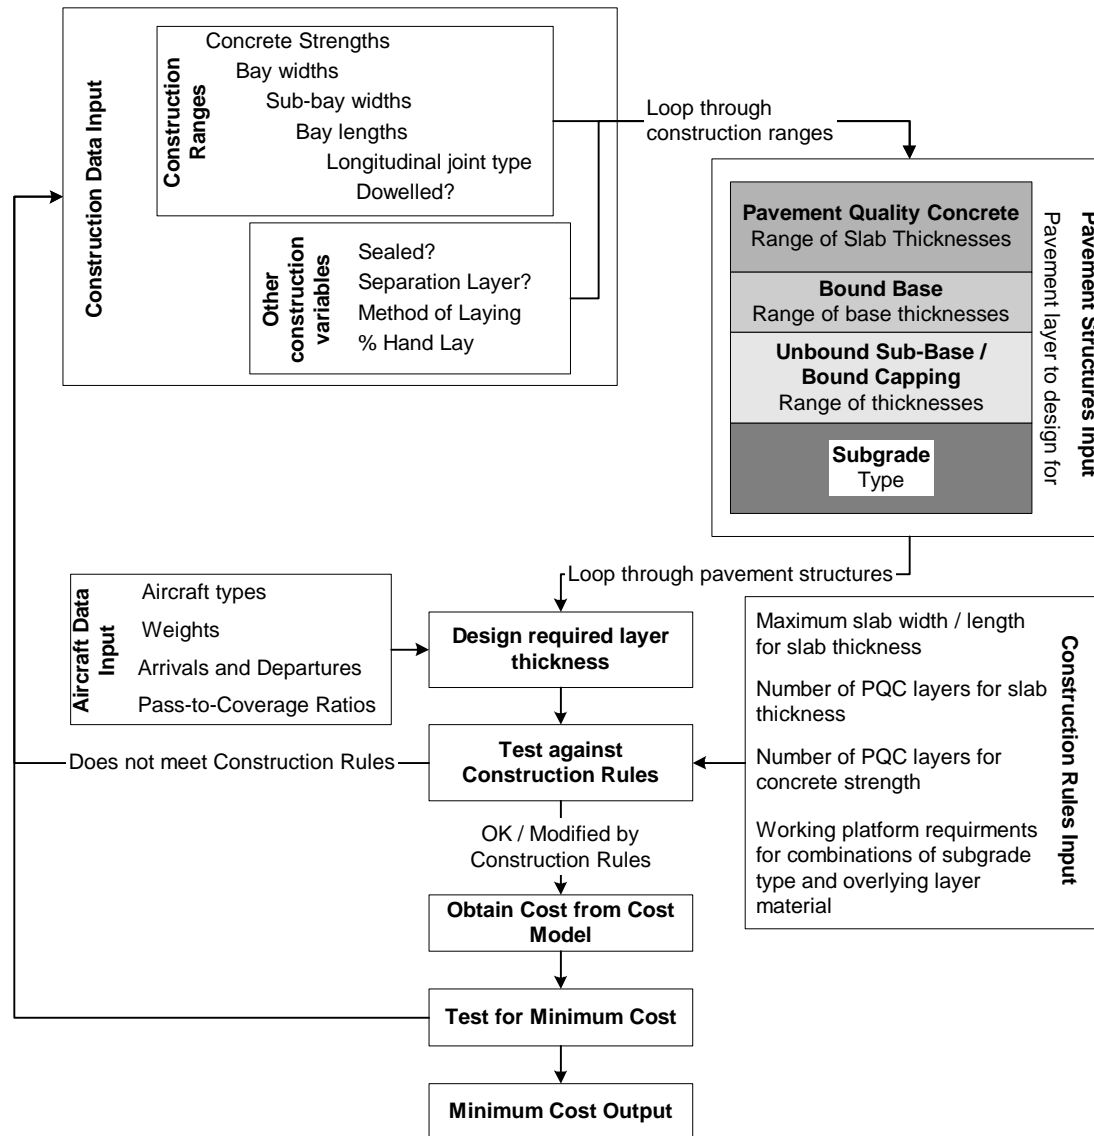 Construction Data Input
Construction
Ranges
Concrete Strengths
Bay widths
Sub-bay widths
Bay lengths
Longitudinal joint type
Dowelled?
Other
construction
variables
Sealed?
Separation Layer?
Method of Laying
% Hand Lay
Loop through
construction ranges
Pavement Quality Concrete
Range of Slab Thicknesses
Bound Base
Range of base thicknesses
Unbound Sub-Base /
Bound Capping
Range of thicknesses
Subgrade
Type
Pavement Structures Input
Pavement layer to design for
Loop through pavement structures
Aircraft Data
Input
Aircraft types
Weights
Arrivals and Departures
Pass-to-Coverage Ratios
Design required layer
thickness
Maximum slab width / length
for slab thickness
Number of PQC layers for slab
thickness
Number of PQC layers for
concrete strength
Working platform requirments
for combinations of subgrade
type and overlying layer
material
Construction Rules Input
Does not meet Construction Rules
Test against
Construction Rules
OK / Modified by
Construction Rules
Obtain Cost from Cost
Model
Test for Minimum Cost
Minimum Cost Output